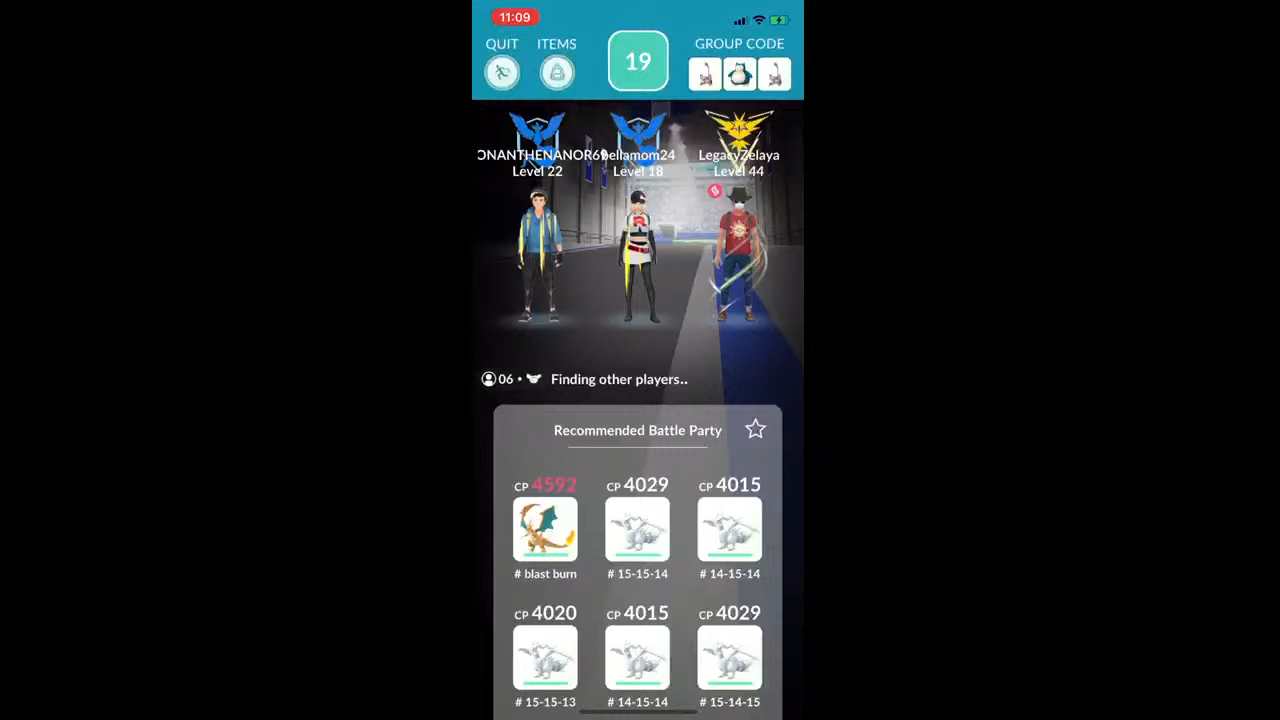 11:09
QUIT ITEMS 19 GROUP CODE
ONANTHENANOR69 bellamom24 LegacyZelaya
Level 22 Level 18 Level 44
R
06 • Finding other players..
Recommended Battle Party
CP 4592 CP 4029 CP 4015
# blast burn # 15-15-14 # 14-15-14
CP 4020 CP 4015 CP 4029
# 15-15-13 # 14-15-14 # 15-14-15